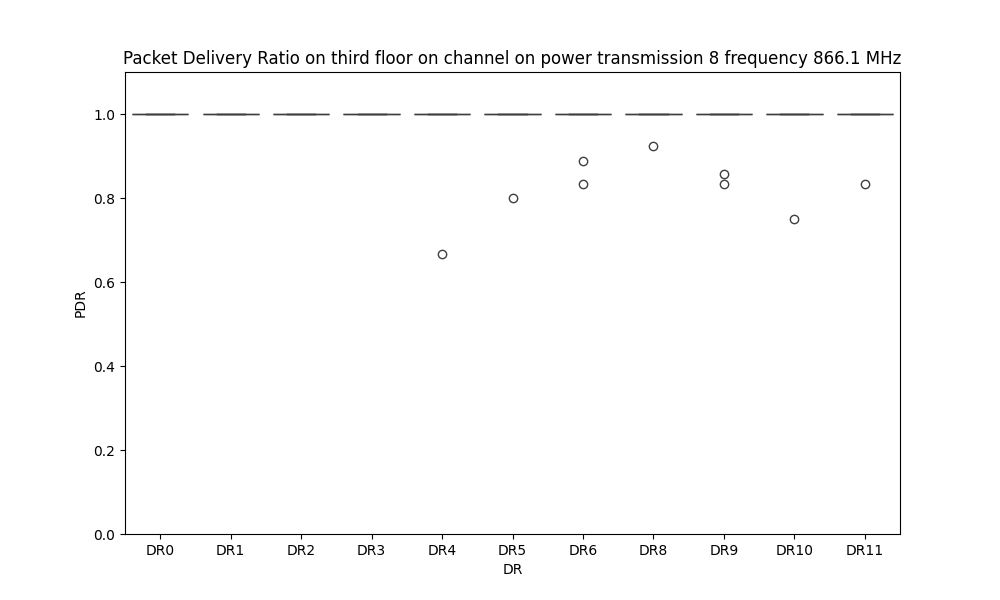 Packet Delivery Ratio on third floor on channel on power transmission 8 frequency 866.1 MHz
1.0
0.8
0.6
0.4
0.2
0.0
PDR
DR0 DR1 DR2 DR3 DR4 DR5 DR6 DR8 DR9 DR10 DR11
DR